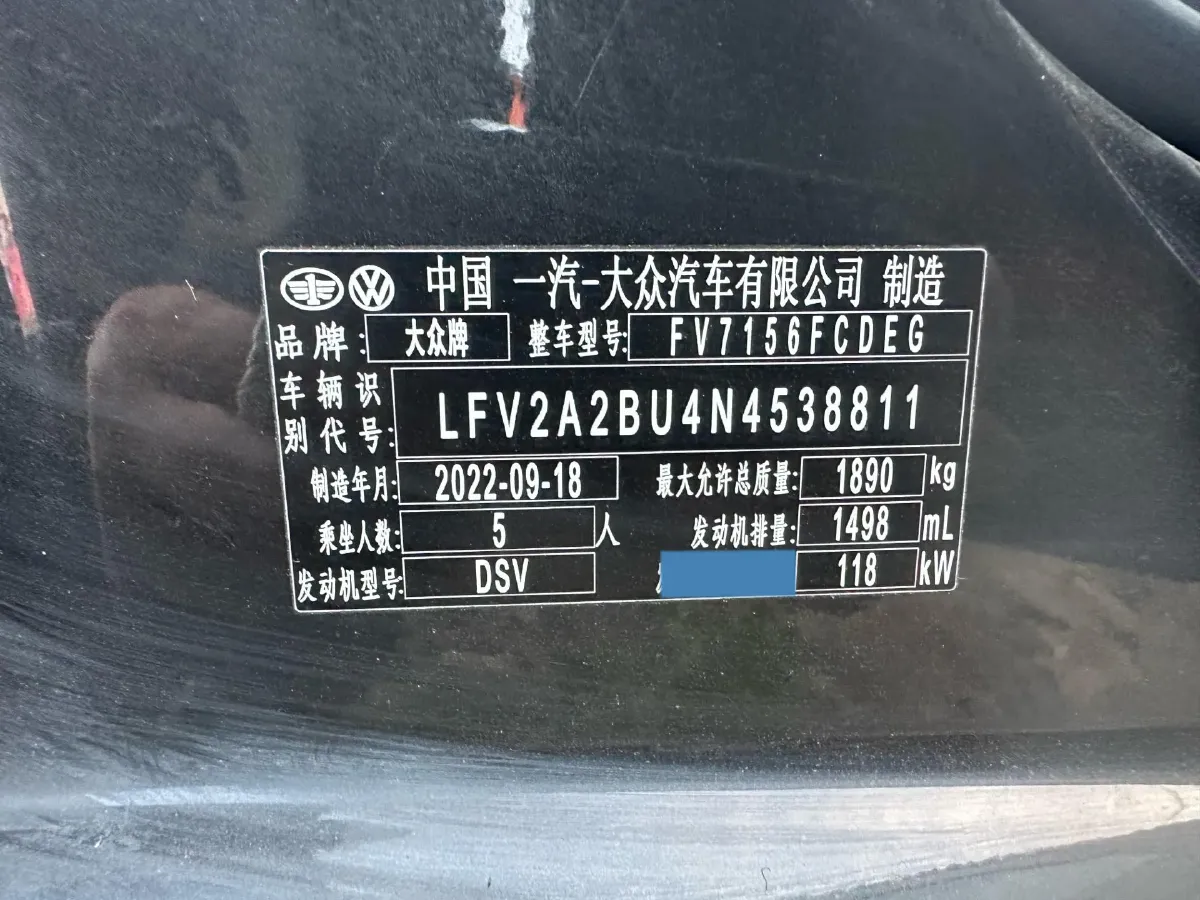 中国 一汽-大众汽车有限公司 制造
品牌: 大众牌 整车型号: FV7156FCDEG
车辆识
别代号: LFV2A2BU4N4538811
制造年月: 2022-09-18 最大允许总质量: 1890 kg
乘坐人数: 5 人 发动机排量: 1498 mL
发动机型号: DSV 118 kW